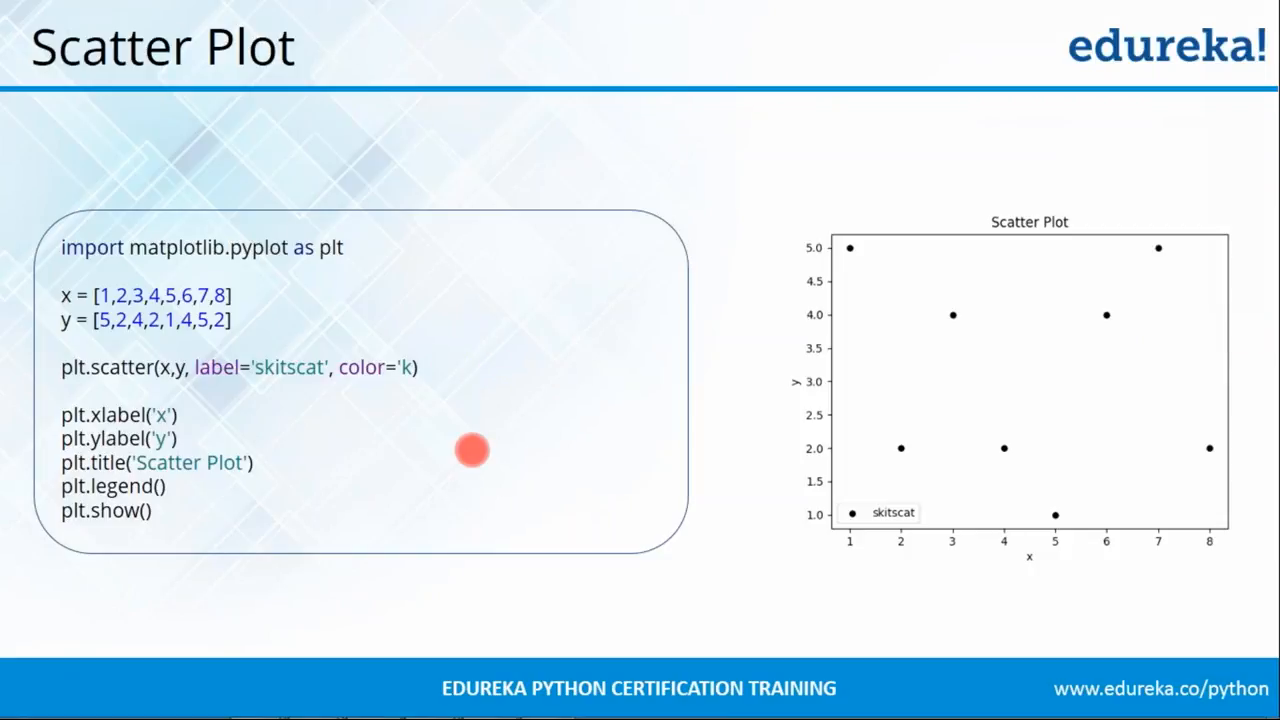 Scatter Plot
edureka!
import matplotlib.pyplot as plt
x = [1,2,3,4,5,6,7,8]
y = [5,2,4,2,1,4,5,2]
plt.scatter(x,y, label='skitscat', color='k)
plt.xlabel('x')
plt.ylabel('y')
plt.title('Scatter Plot')
plt.legend()
plt.show()
Scatter Plot
5.0
4.5
4.0
3.5
3.0
2.5
2.0
1.5
1.0
y
skitscat
1 2 3 4 5 6 7 8
x
EDUREKA PYTHON CERTIFICATION TRAINING
www.edureka.co/python